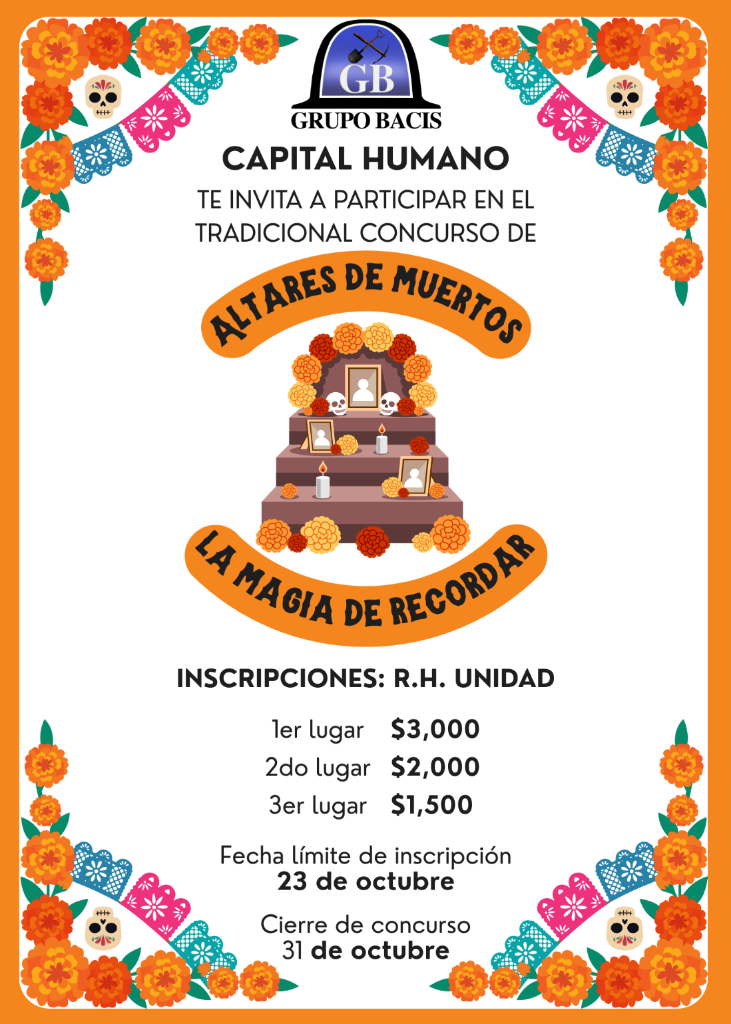 GB
GRUPO BACIS
CAPITAL HUMANO
TE INVITA A PARTICIPAR EN EL
TRADICIONAL CONCURSO DE
ALTARES DE MUERTOS
LA MAGIA DE RECORDAR
INSCRIPCIONES: R.H. UNIDAD
1er lugar $3,000
2do lugar $2,000
3er lugar $1,500
Fecha límite de inscripción
23 de octubre
Cierre de concurso
31 de octubre